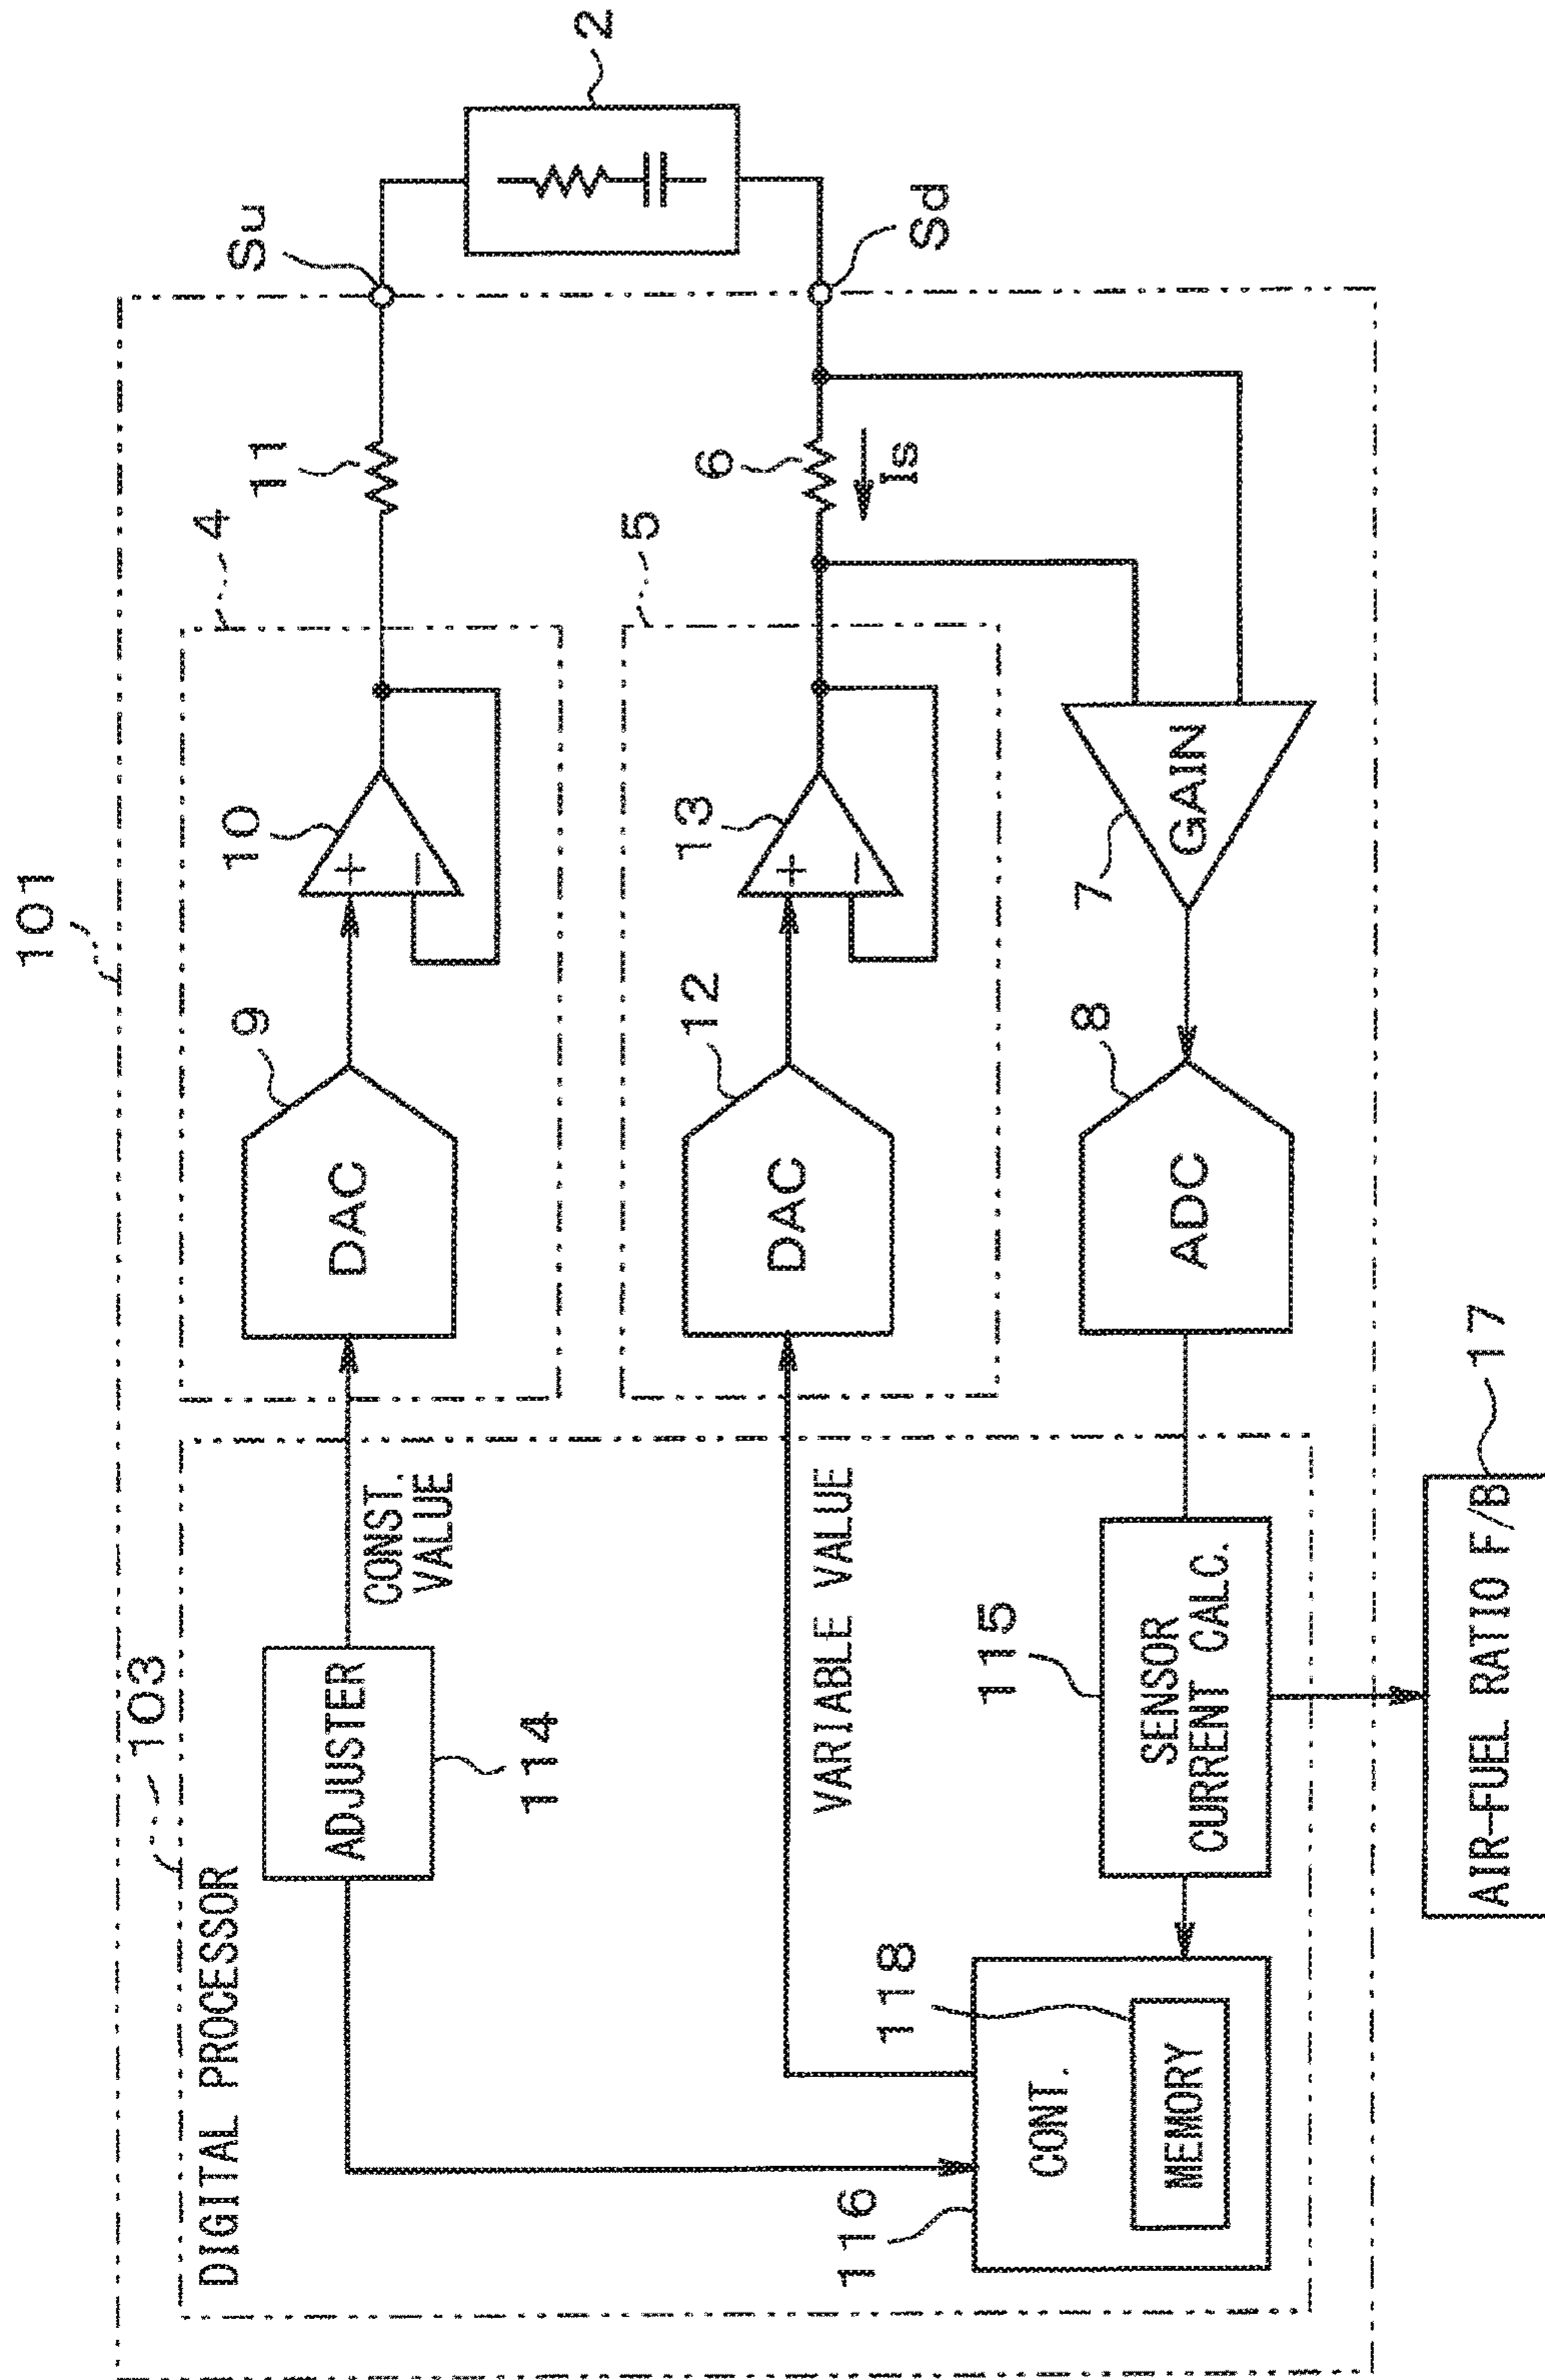 101
103
DIGITAL PROCESSOR
ADJUSTER
114
CONST.
VALUE
DAC
9
10
+
−
4
11
Su
2
VARIABLE VALUE
DAC
12
13
+
−
5
6
Is
Sd
116
CONT.
118
MEMORY
115
SENSOR
CURRENT CALC.
ADC
8
7
GAIN
AIR-FUEL RATIO F/B
17